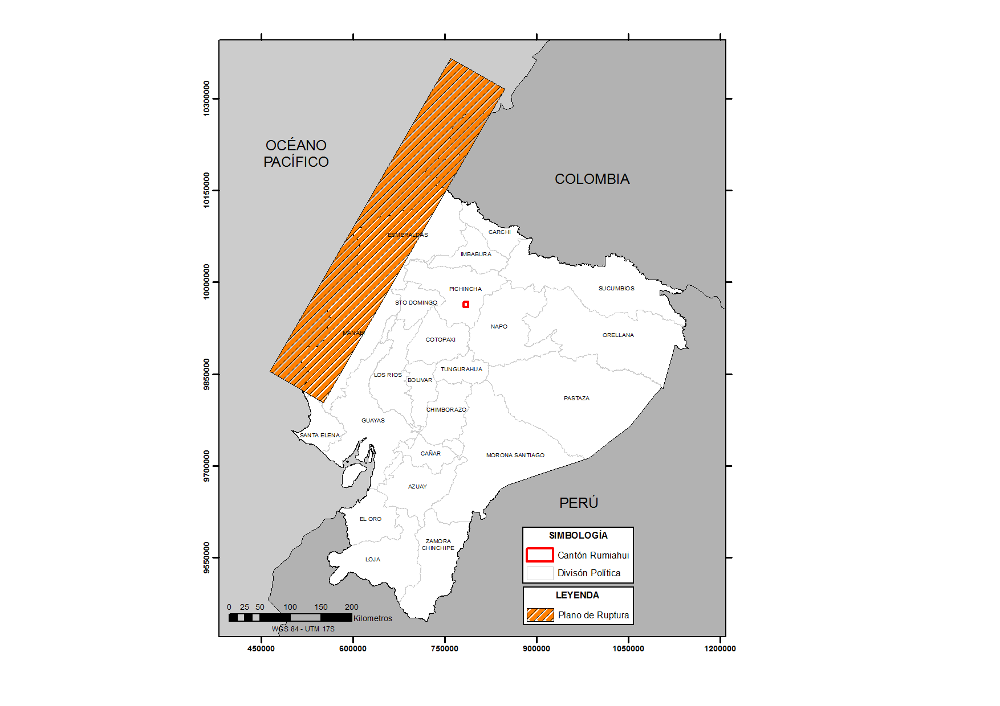 OCÉANO
PACÍFICO
COLOMBIA
ESMERALDAS
CARCHI
IMBABURA
PICHINCHA
SUCUMBIOS
STO DOMINGO
NAPO
MANABI
ORELLANA
COTOPAXI
TUNGURAHUA
LOS RIOS
BOLIVAR
PASTAZA
CHIMBORAZO
GUAYAS
SANTA ELENA
CAÑAR
MORONA SANTIAGO
AZUAY
PERÚ
EL ORO
ZAMORA
CHINCHIPE
LOJA
SIMBOLOGÍA
Cantón Rumiahui
Divisón Política
LEYENDA
Plano de Ruptura
0 25 50 100 150 200
Kilometros
WGS 84 - UTM 17S
10300000
10150000
10000000
9850000
9700000
9550000
450000 600000 750000 900000 1050000 1200000